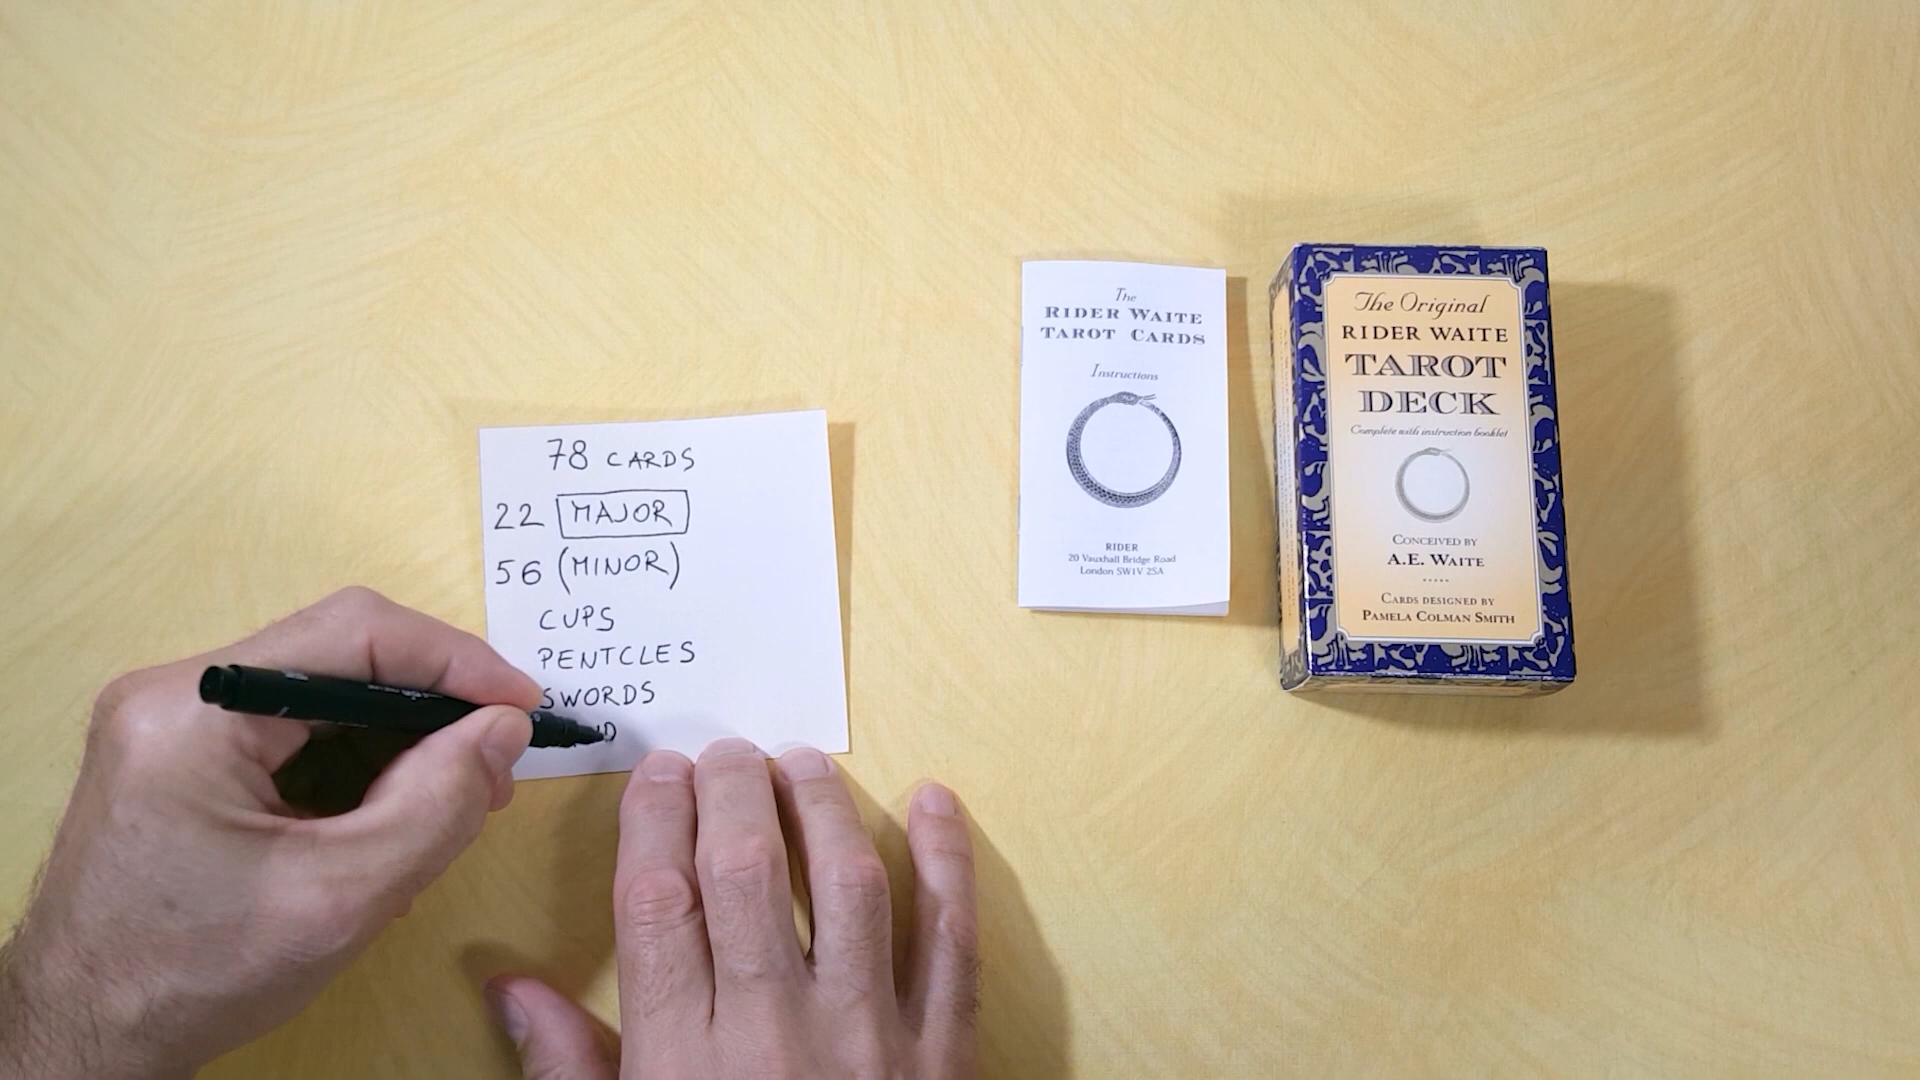 78 CARDS
22 MAJOR
56 (MINOR)
CUPS
PENTCLES
SWORDS
The
RIDER WAITE
TAROT CARDS
Instructions
RIDER
20 Vauxhall Bridge Road
London SW1V 2SA
The Original
RIDER WAITE
TAROT
DECK
Complete with instruction booklet
CONCEIVED BY
A.E. WAITE
CARDS DESIGNED BY
PAMELA COLMAN SMITH